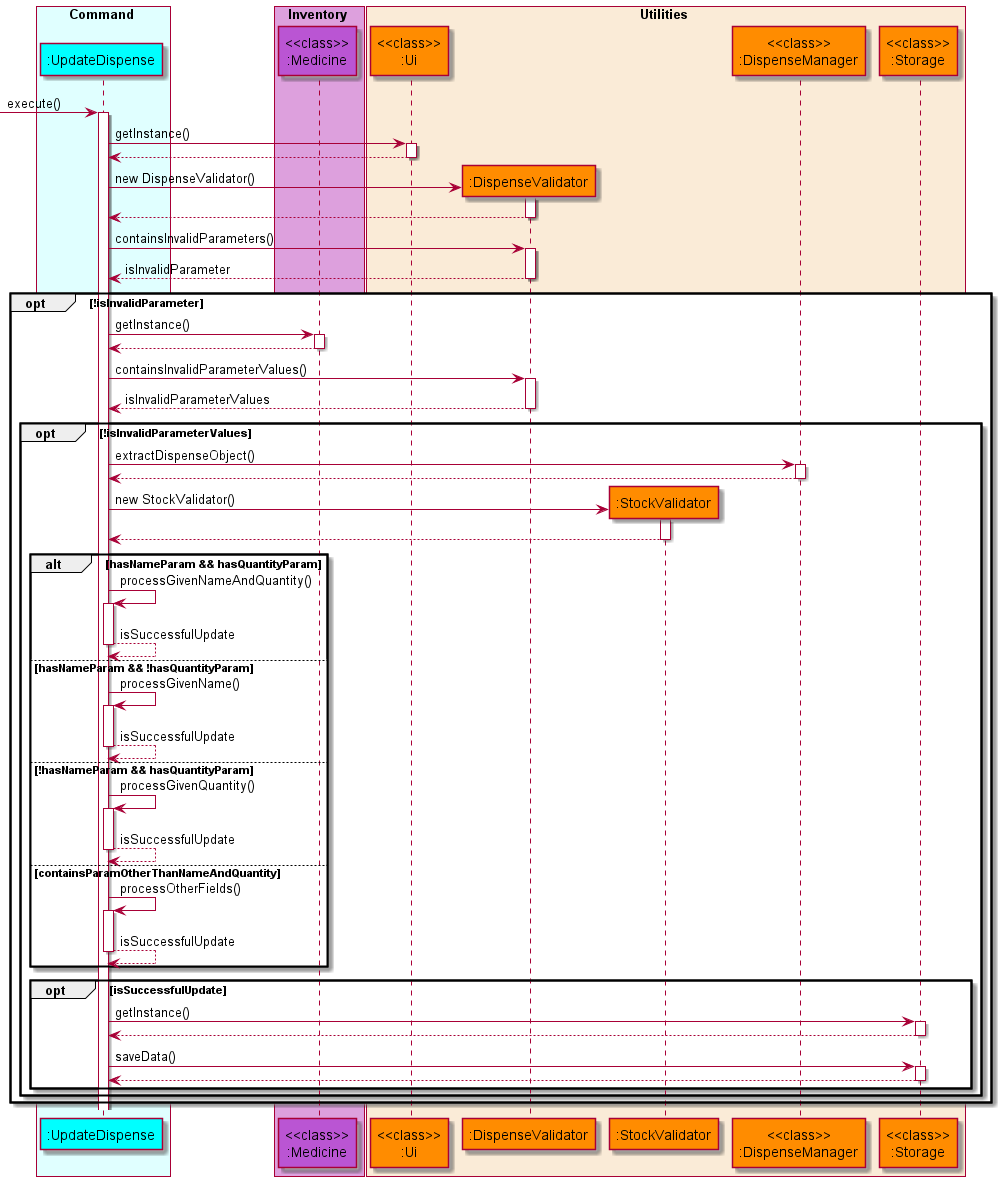 Command
Inventory
Utilities
:UpdateDispense
<<class>>
:Medicine
<<class>>
:Ui
<<class>>
:DispenseManager
<<class>>
:Storage
execute()
getInstance()
new DispenseValidator()
:DispenseValidator
containsInvalidParameters()
isInvalidParameter
opt
[!isInvalidParameter]
getInstance()
containsInvalidParameterValues()
isInvalidParameterValues
opt
[!isInvalidParameterValues]
extractDispenseObject()
new StockValidator()
:StockValidator
alt
[hasNameParam && hasQuantityParam]
processGivenNameAndQuantity()
isSuccessfulUpdate
[hasNameParam && !hasQuantityParam]
processGivenName()
isSuccessfulUpdate
[!hasNameParam && hasQuantityParam]
processGivenQuantity()
isSuccessfulUpdate
[containsParamOtherThanNameAndQuantity]
processOtherFields()
isSuccessfulUpdate
opt
[isSuccessfulUpdate]
getInstance()
saveData()
:UpdateDispense
<<class>>
:Medicine
<<class>>
:Ui
:DispenseValidator
:StockValidator
<<class>>
:DispenseManager
<<class>>
:Storage